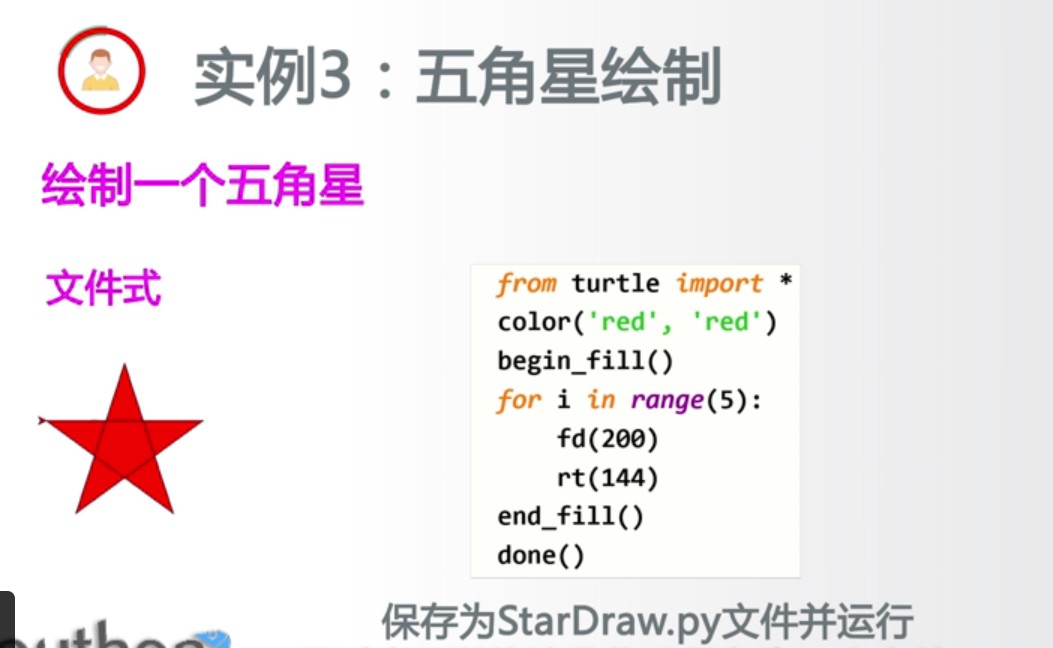 实例3：五角星绘制
绘制一个五角星
文件式
from turtle import *
color('red', 'red')
begin_fill()
for i in range(5):
    fd(200)
    rt(144)
end_fill()
done()
保存为StarDraw.py文件并运行